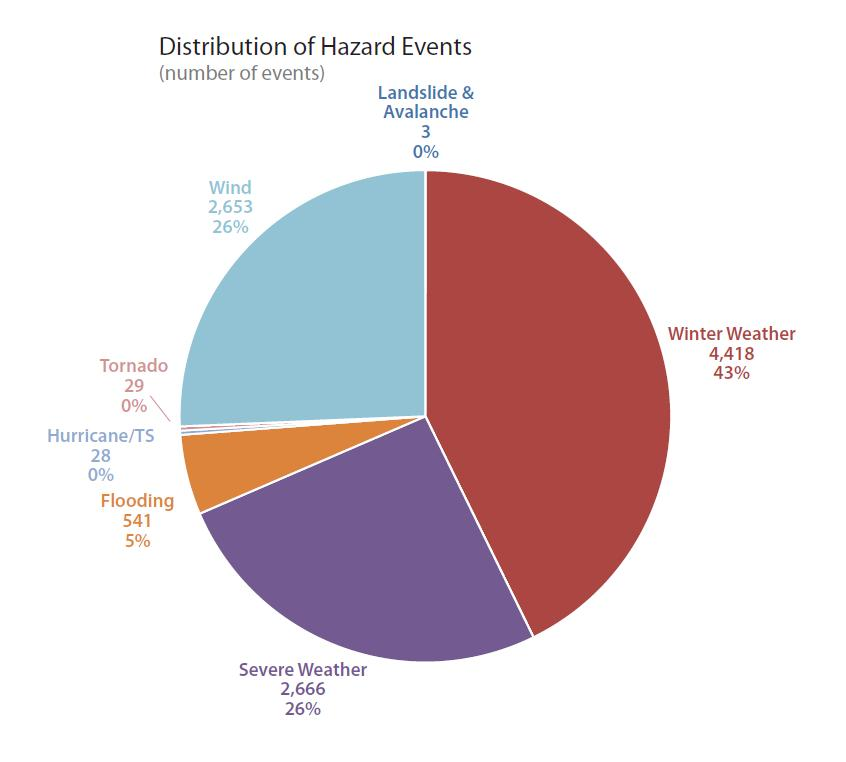 Distribution of Hazard Events
(number of events)
Landslide &
Avalanche
3
0%
Wind
2,653
26%
Winter Weather
4,418
43%
Tornado
29
0%
Hurricane/TS
28
0%
Flooding
541
5%
Severe Weather
2,666
26%